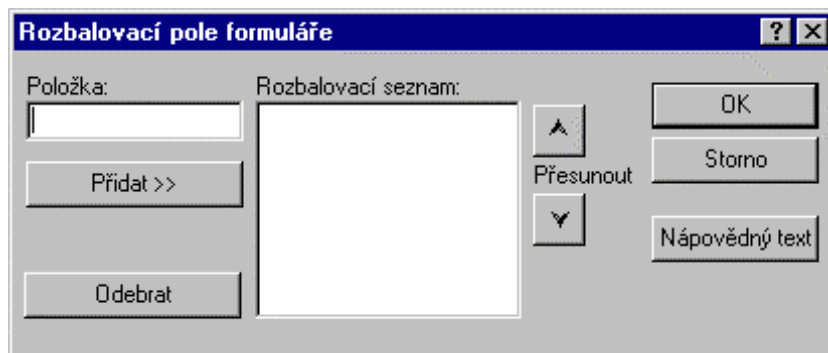 Rozbalovací pole formuláře
Položka:
Rozbalovací seznam:
Přidat >>
Odebrat
Přesunout
OK
Storno
Nápovědný text